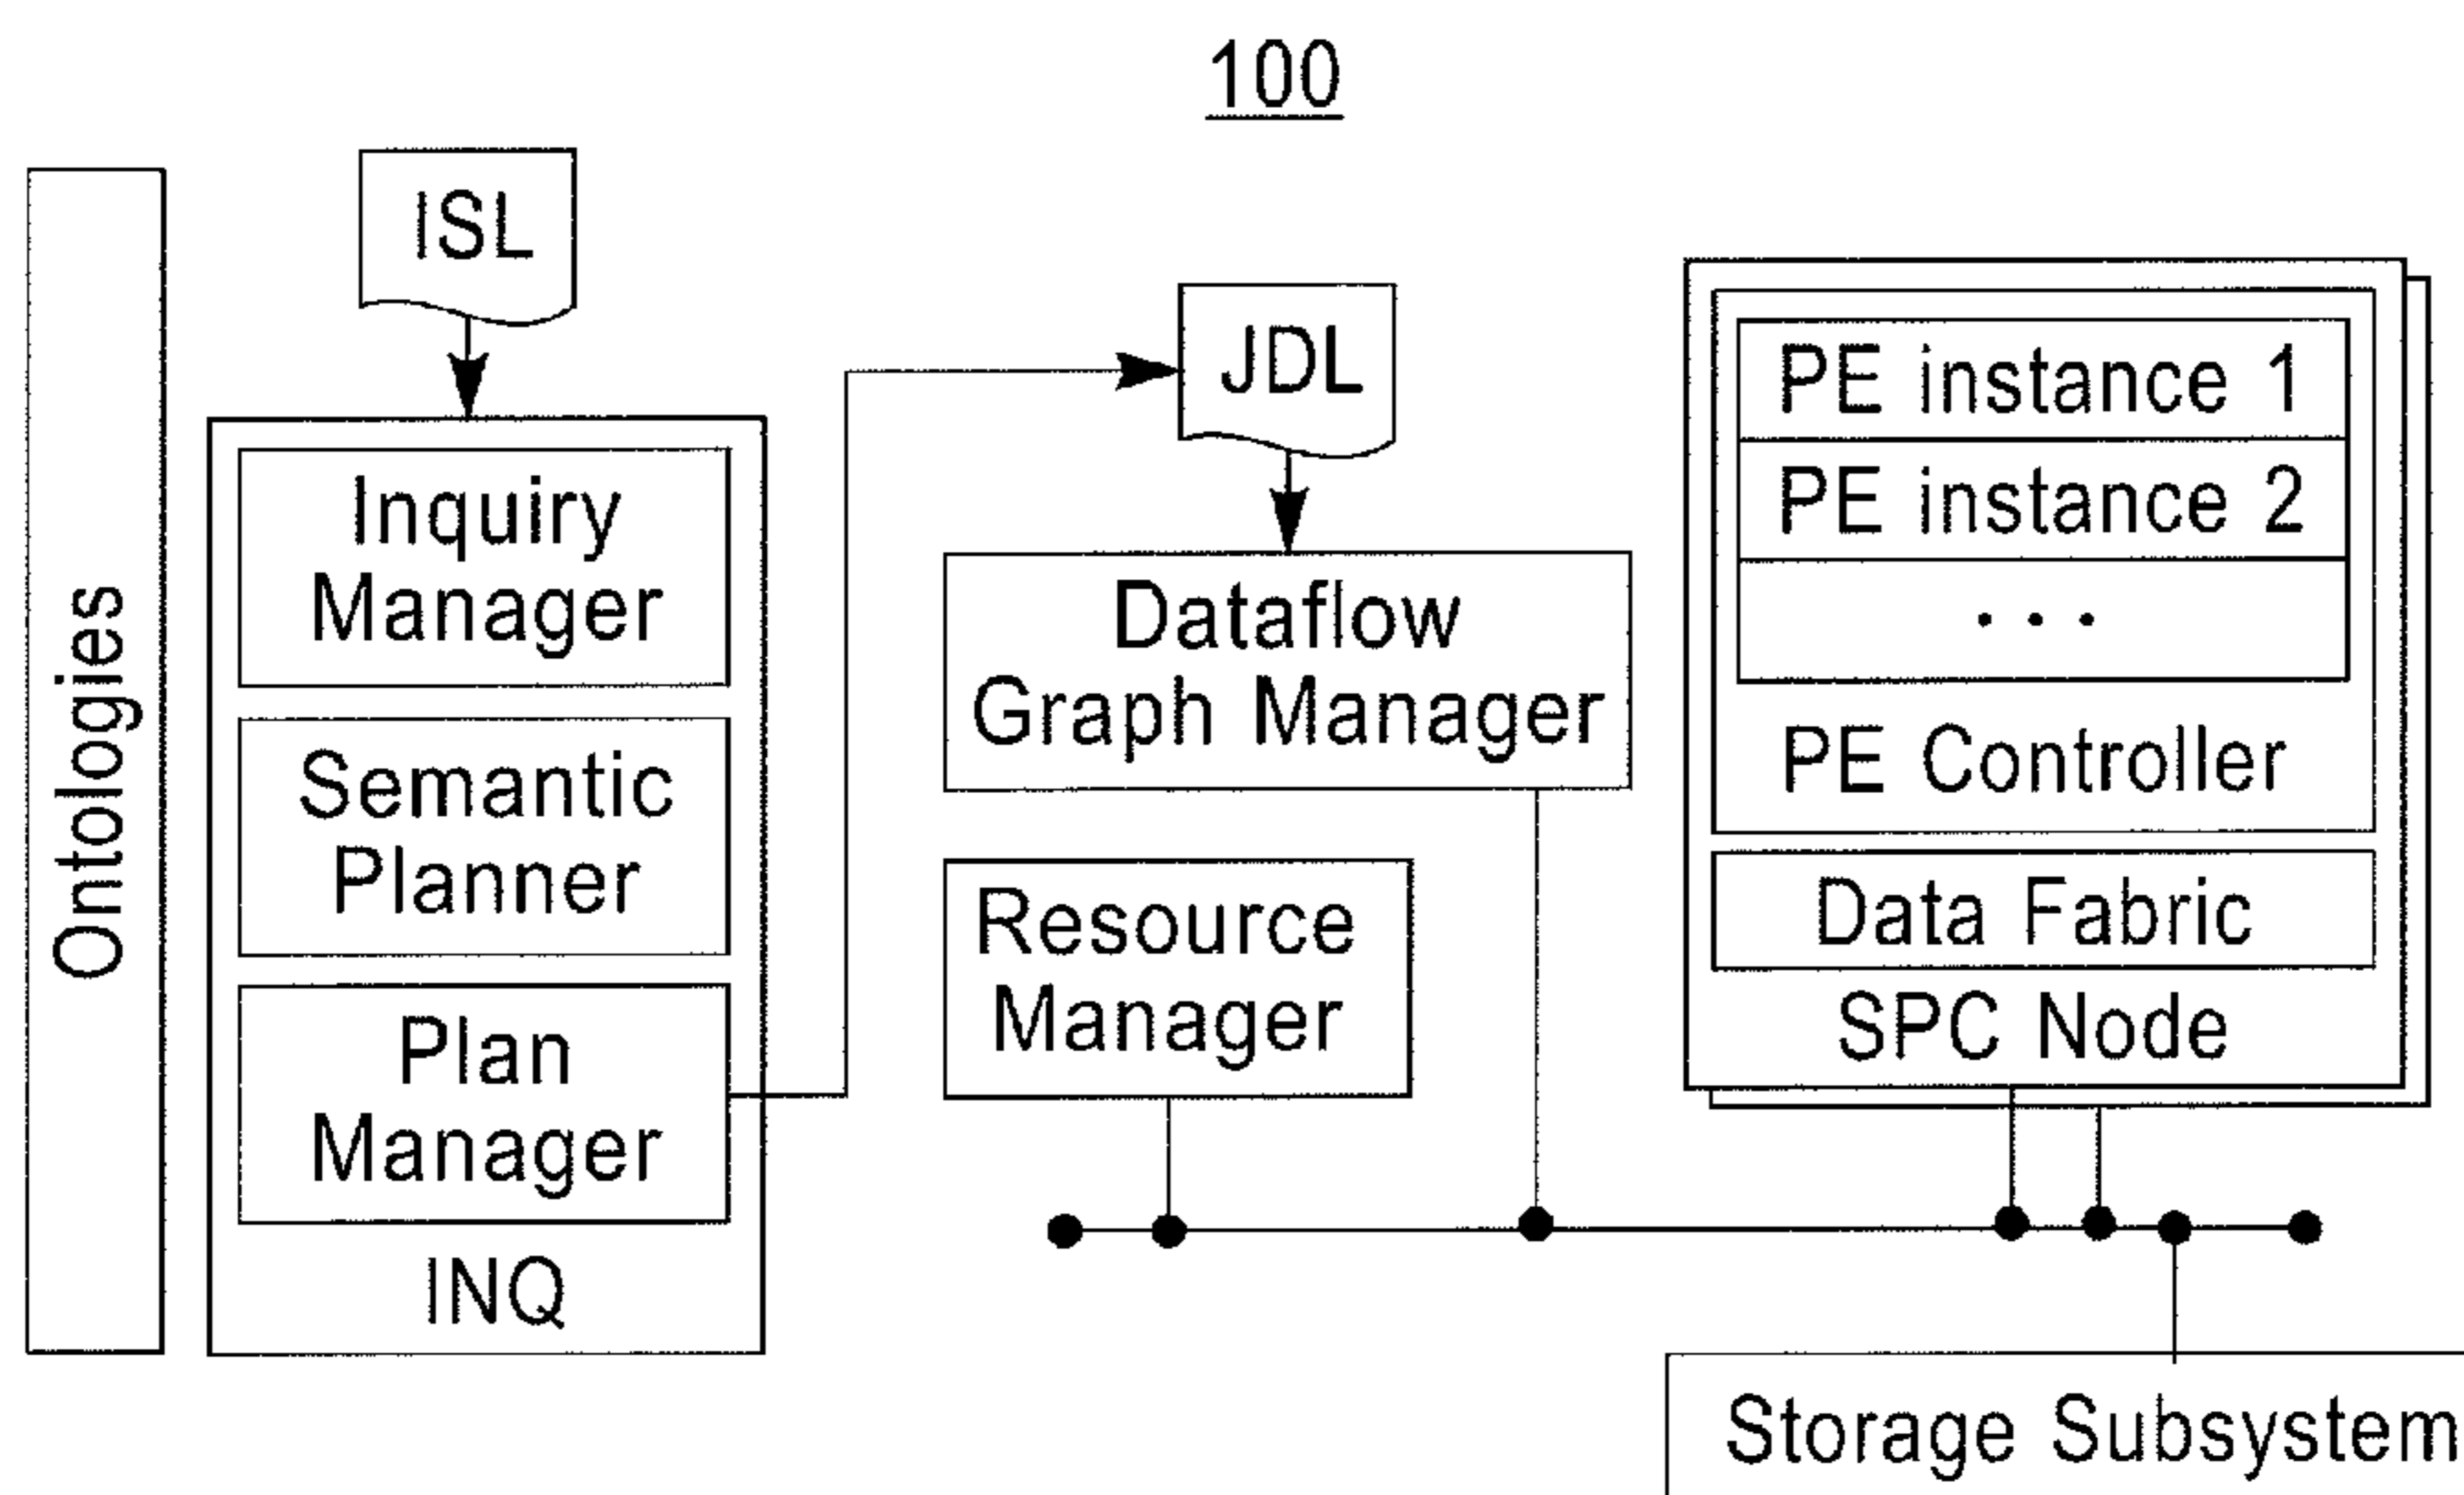 100
Ontologies
ISL
Inquiry
Manager
Semantic
Planner
Plan
Manager
INQ
JDL
Dataflow
Graph Manager
Resource
Manager
PE instance 1
PE instance 2
...
PE Controller
Data Fabric
SPC Node
Storage Subsystem